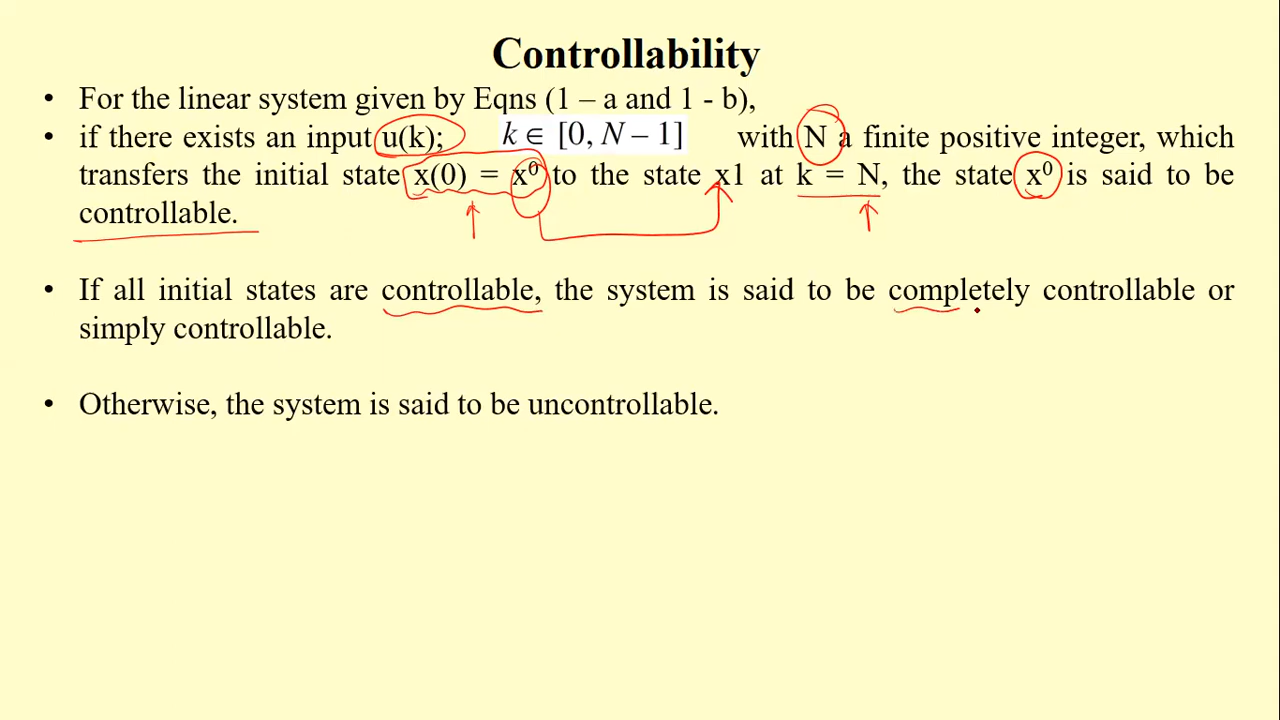 Controllability
• For the linear system given by Eqns (1 – a and 1 - b),
• if there exists an input u(k); k ∈ [0, N – 1] with N a finite positive integer, which
transfers the initial state x(0) = x⁰ to the state x1 at k = N, the state x⁰ is said to be
controllable.
• If all initial states are controllable, the system is said to be completely controllable or
simply controllable.
• Otherwise, the system is said to be uncontrollable.